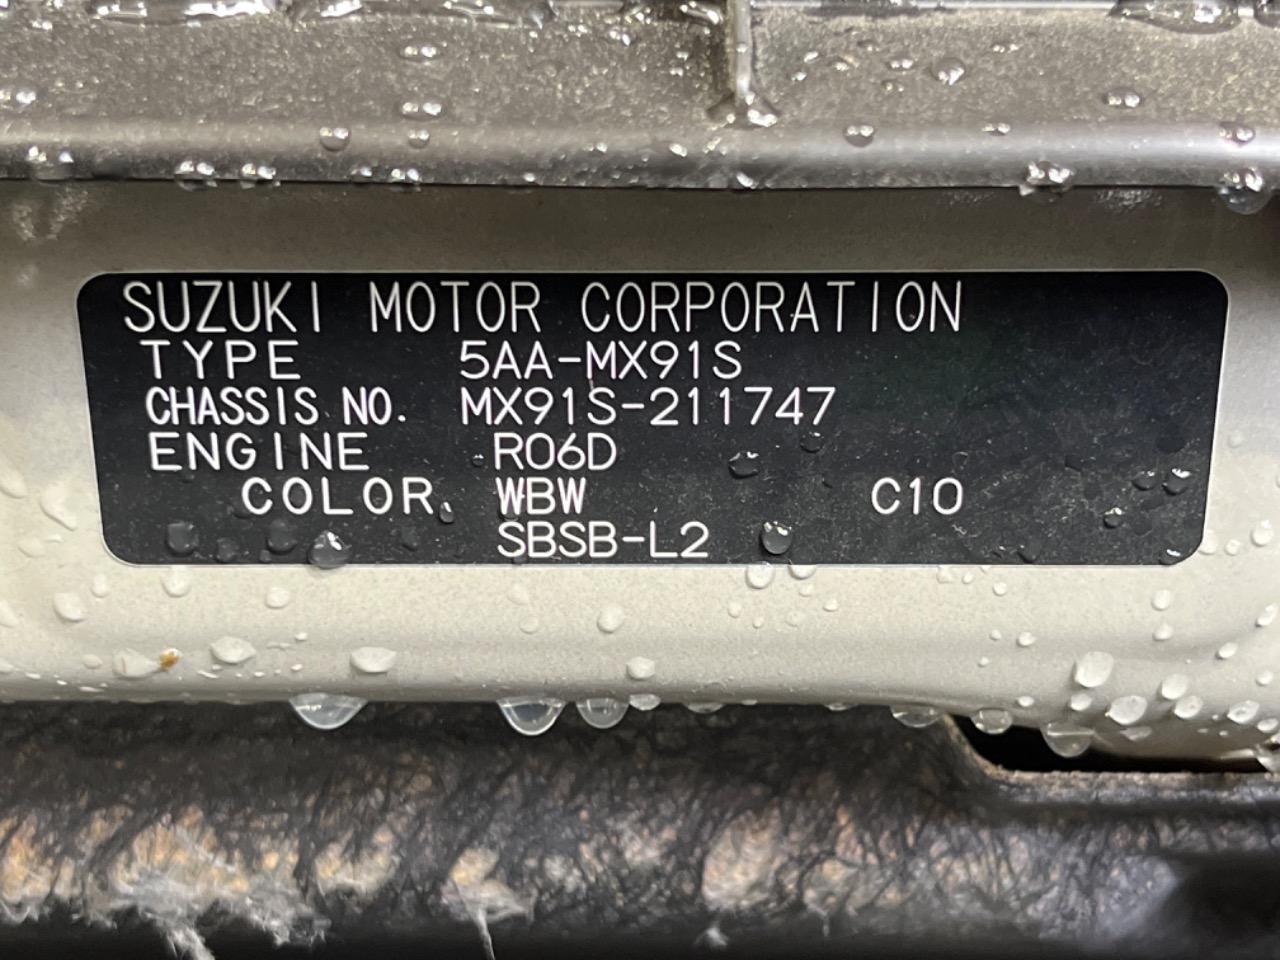 SUZUKI MOTOR CORPORATION
TYPE 5AA-MX91S
CHASSIS NO. MX91S-211747
ENGINE R06D
COLOR. WBW C10
SBSB-L2